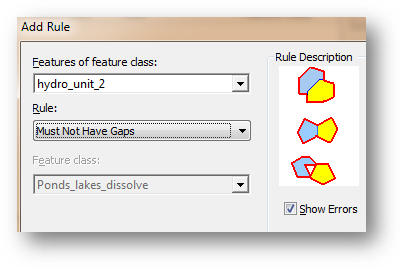 Add Rule
Features of feature class:
hydro_unit_2
Rule:
Must Not Have Gaps
Feature class:
Ponds_lakes_dissolve
Rule Description
Show Errors